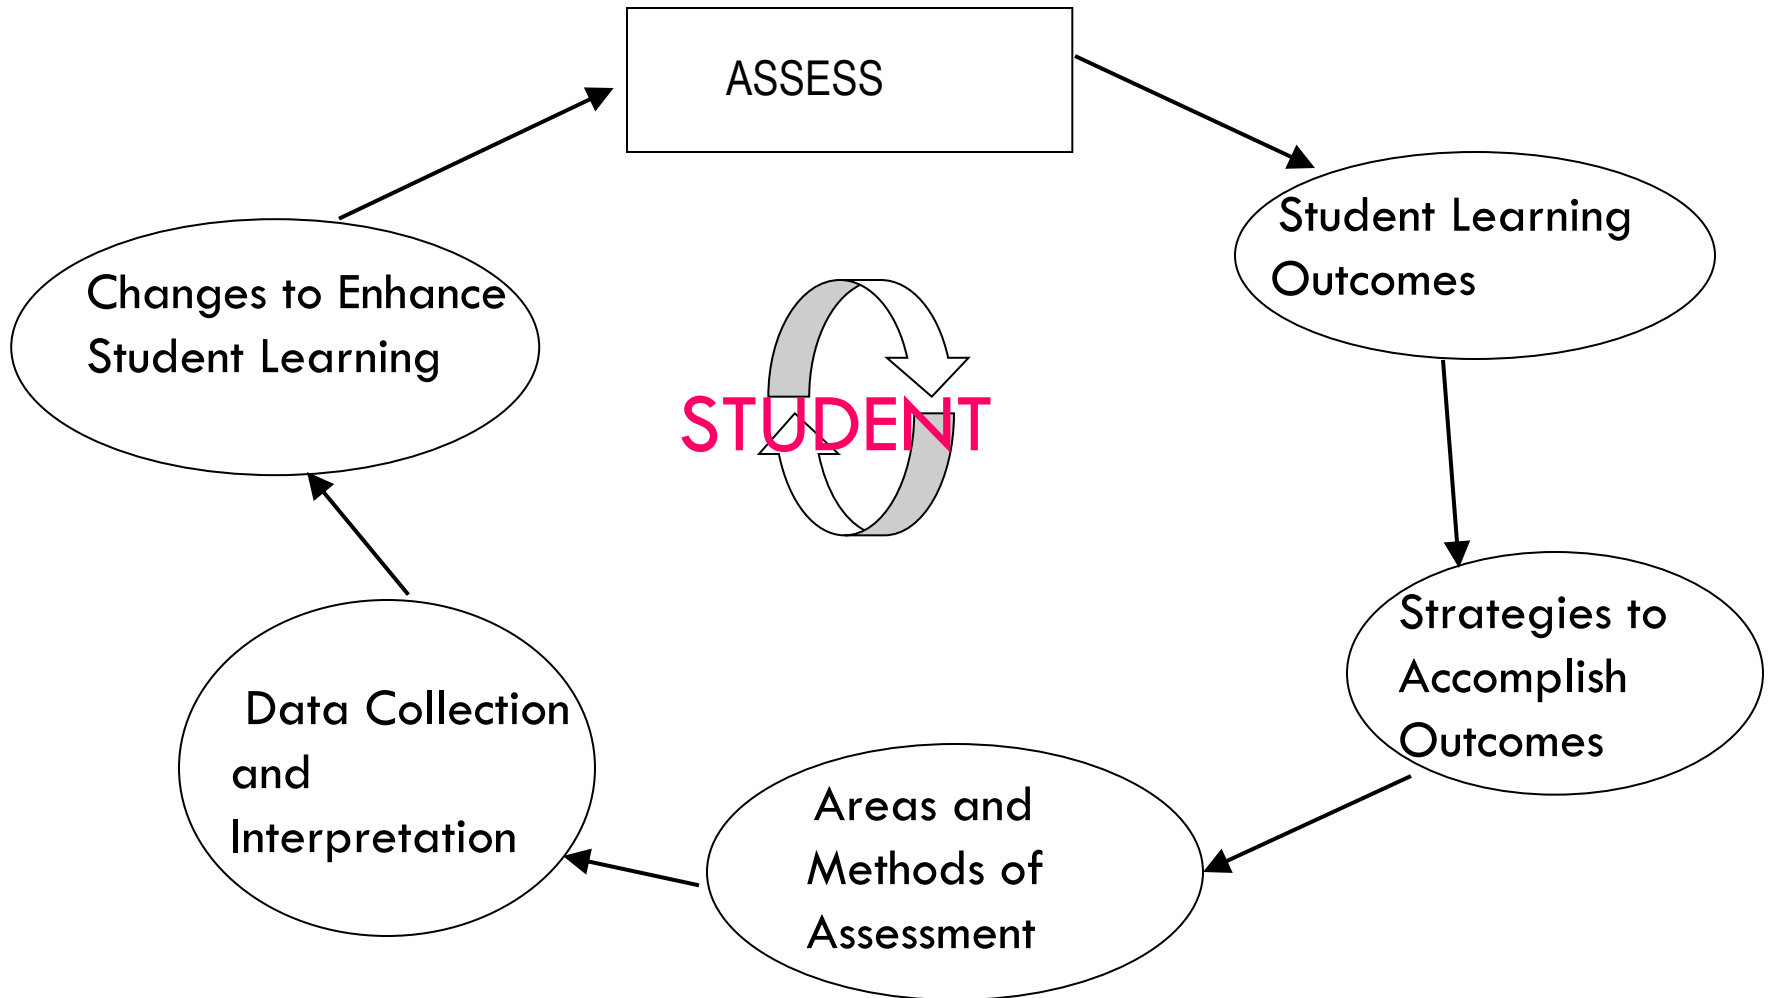 ASSESS
Student Learning
Outcomes
Strategies to
Accomplish
Outcomes
Areas and
Methods of
Assessment
Data Collection
and
Interpretation
Changes to Enhance
Student Learning
STUDENT